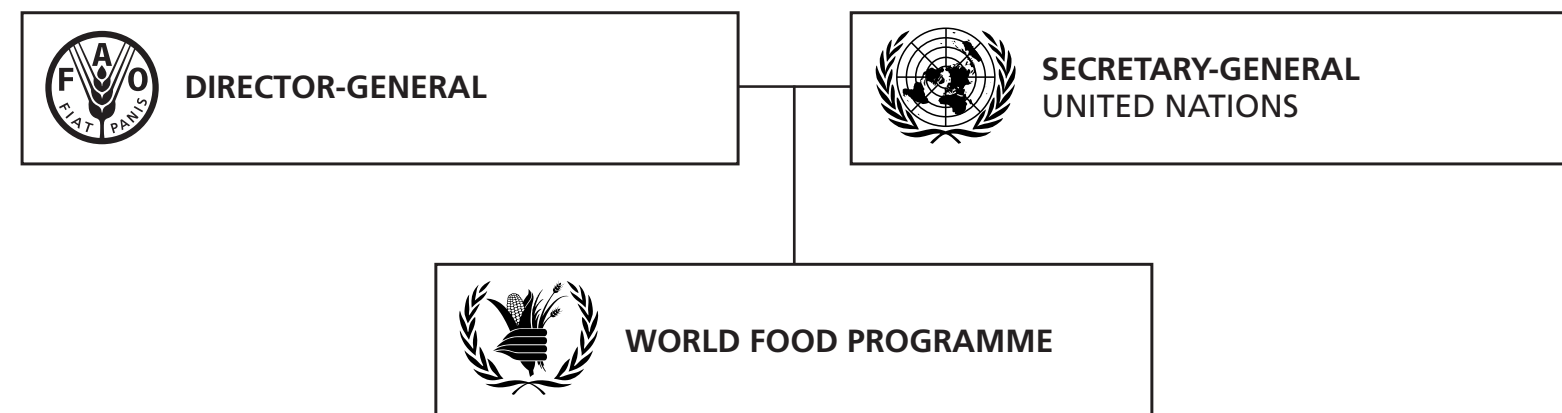 F A O
FIAT PANIS
DIRECTOR-GENERAL
SECRETARY-GENERAL
UNITED NATIONS
WORLD FOOD PROGRAMME